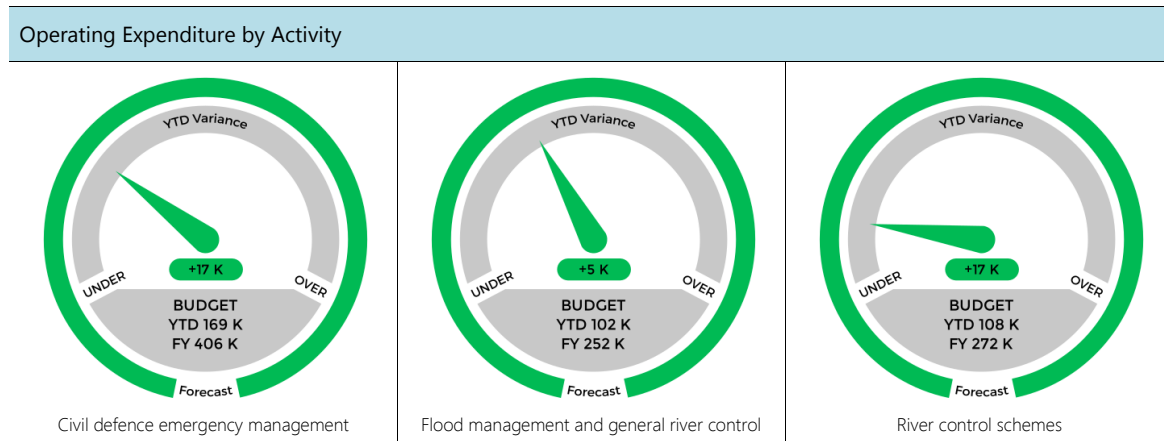 Operating Expenditure by Activity
YTD Variance
+17 K
UNDER
OVER
BUDGET
YTD 169 K
FY 406 K
Forecast
Civil defence emergency management
YTD Variance
+5 K
UNDER
OVER
BUDGET
YTD 102 K
FY 252 K
Forecast
Flood management and general river control
YTD Variance
+17 K
UNDER
OVER
BUDGET
YTD 108 K
FY 272 K
Forecast
River control schemes